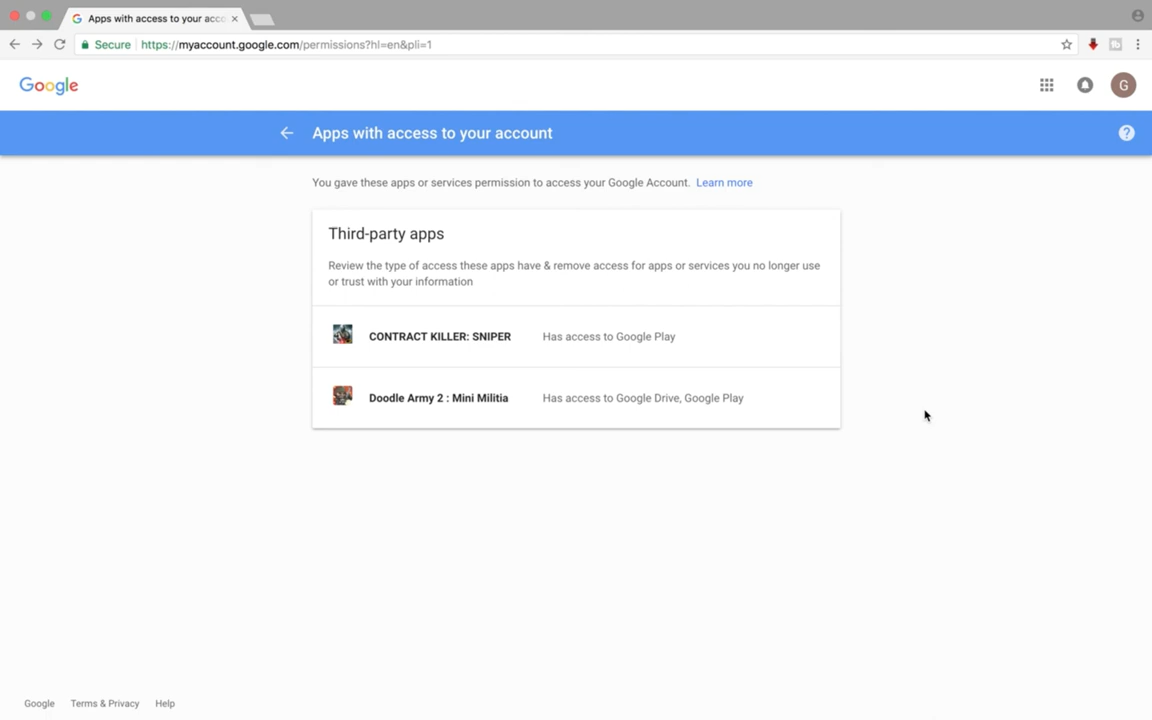 Apps with access to your acco
Secure https://myaccount.google.com/permissions?hl=en&pli=1
Google
G
Apps with access to your account
You gave these apps or services permission to access your Google Account. Learn more
Third-party apps
Review the type of access these apps have & remove access for apps or services you no longer use
or trust with your information
CONTRACT KILLER: SNIPER Has access to Google Play
Doodle Army 2 : Mini Militia Has access to Google Drive, Google Play
Google Terms & Privacy Help